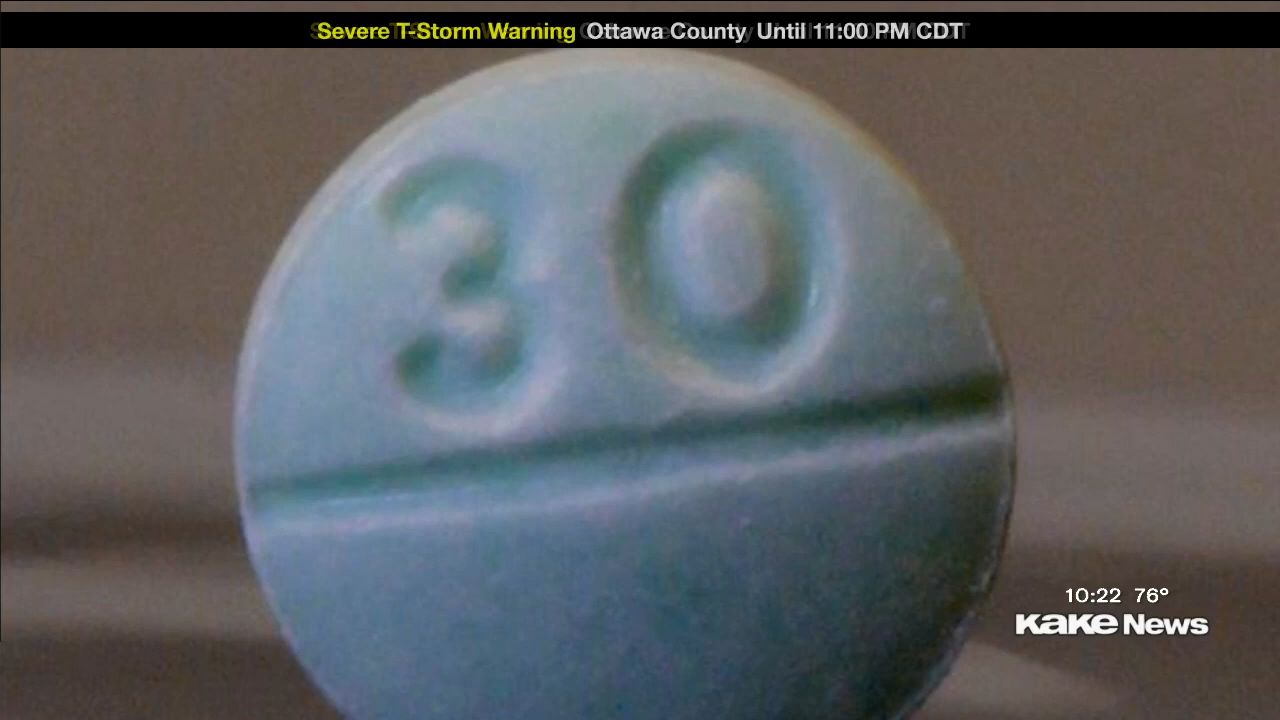 Severe T-Storm Warning Ottawa County Until 11:00 PM CDT
30
10:22 76°
KAKE News